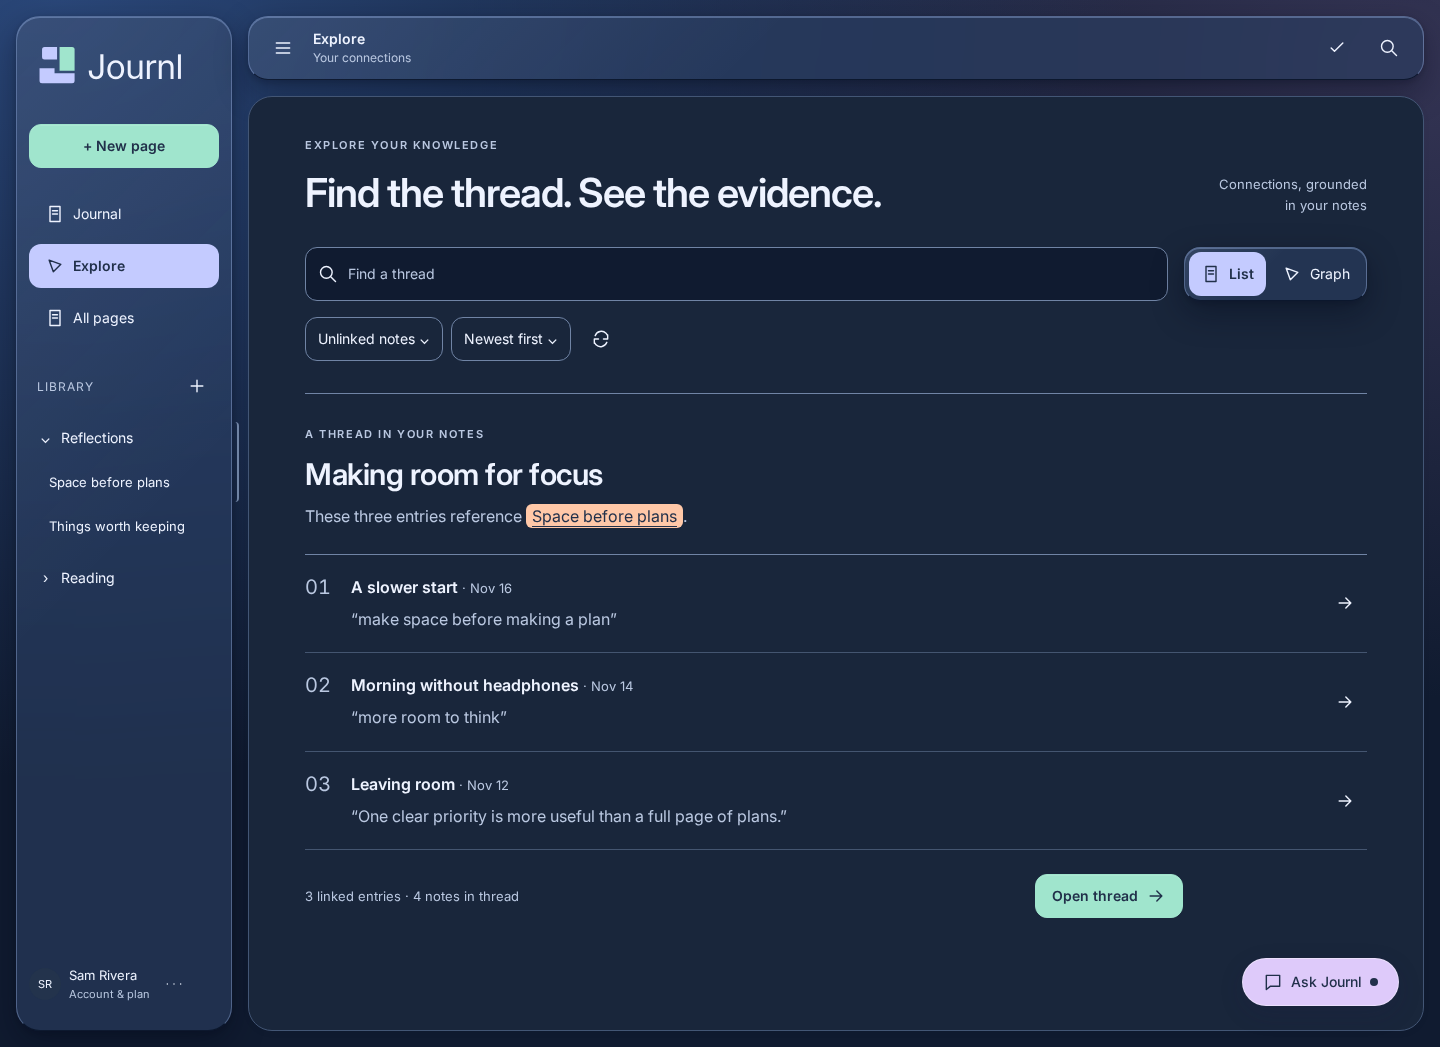 Journl
+ New page
Journal
Explore
All pages
LIBRARY
Reflections
Space before plans
Things worth keeping
Reading
SR
Sam Rivera
Account & plan
...
Explore
Your connections
EXPLORE YOUR KNOWLEDGE
Find the thread. See the evidence.
Connections, grounded
in your notes
Find a thread
List
Graph
Unlinked notes
Newest first
A THREAD IN YOUR NOTES
Making room for focus
These three entries reference Space before plans.
01
A slower start · Nov 16
“make space before making a plan”
02
Morning without headphones · Nov 14
“more room to think”
03
Leaving room · Nov 12
“One clear priority is more useful than a full page of plans.”
3 linked entries · 4 notes in thread
Open thread
Ask Journl